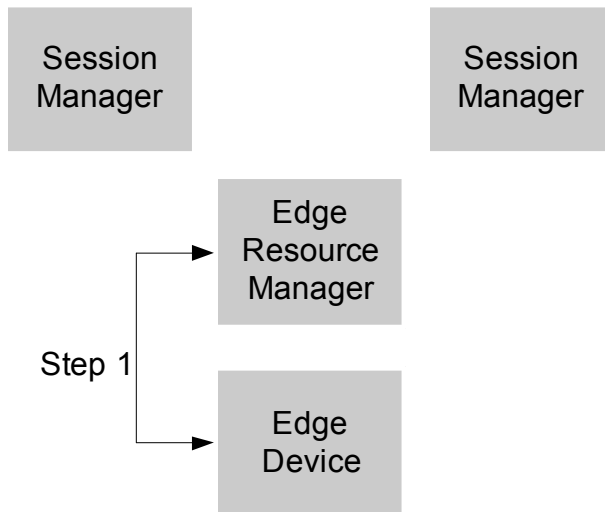 Session
Manager
Session
Manager
Edge
Resource
Manager
Step 1
Edge
Device